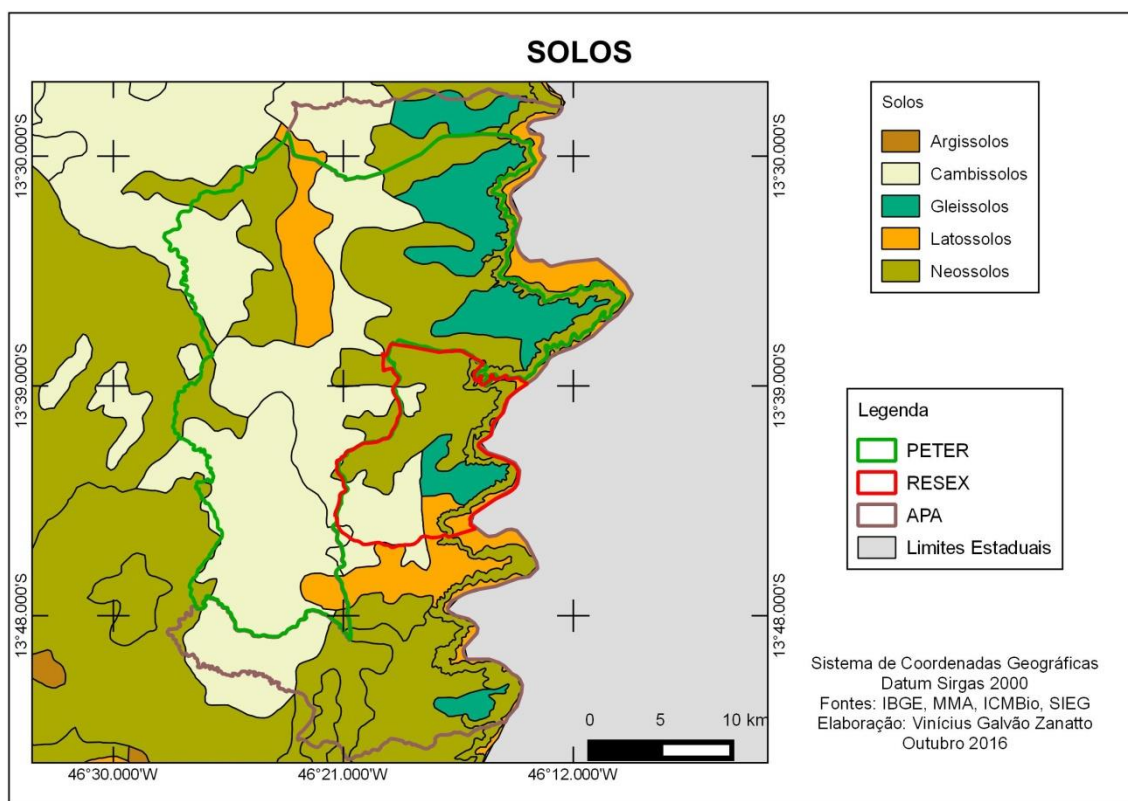 SOLOS
Solos
Argissolos
Cambissolos
Gleissolos
Latossolos
Neossolos
Legenda
PETER
RESEX
APA
Limites Estaduais
13°30.000'S
13°39.000'S
13°48.000'S
13°30.000'S
13°39.000'S
13°48.000'S
46°30.000'W
46°21.000'W
46°12.000'W
0 5 10 km
Sistema de Coordenadas Geográficas
Datum Sirgas 2000
Fontes: IBGE, MMA, ICMBio, SIEG
Elaboração: Vinícius Galvão Zanatto
Outubro 2016